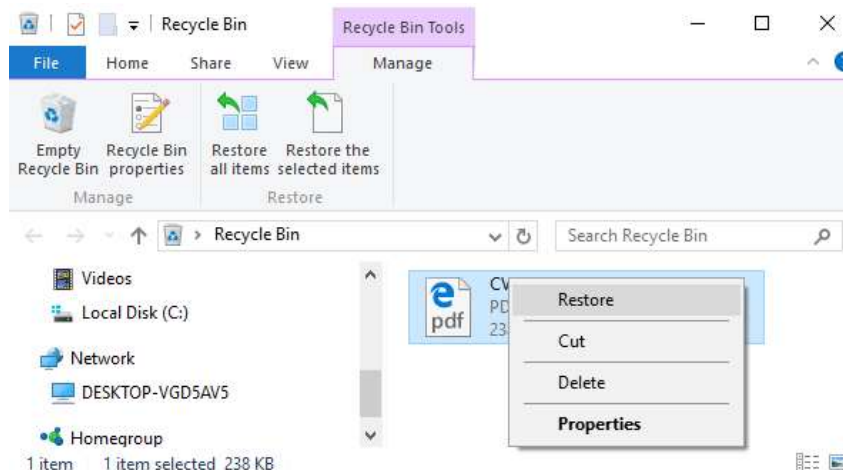 Recycle Bin
Recycle Bin Tools
File Home Share View Manage
Empty Recycle Bin Restore Restore the
Recycle Bin properties all items selected items
Manage Restore
Recycle Bin Search Recycle Bin
Videos
Local Disk (C:)
Network
DESKTOP-VGD5AV5
Homegroup
CV
PD
23
pdf
Restore
Cut
Delete
Properties
1 item 1 item selected 238 KB